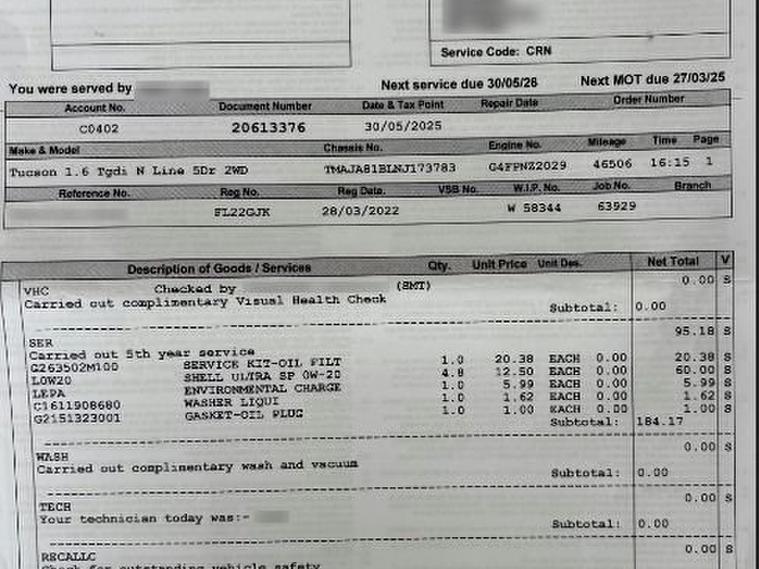 Service Code: CRN
You were served by
Next service due 30/05/26 Next MOT due 27/03/25
Account No. Document Number Date & Tax Point Repair Date Order Number
C0402 20613376 30/05/2025
Make & Model Chassis No. Engine No. Mileage Time Page
Tucson 1.6 Tgdi N Line 5Dr 2WD TMAJA81BLNJ173783 G4FPNZ2029 46506 16:15 1
Reference No. Reg No. Reg Date. VSB No. W.I.P. No. Job No. Branch
FL22GJK 28/03/2022 W 58344 63929
Description of Goods / Services Qty. Unit Price Unit Des. Net Total V
VHC Checked by (SMT) 0.00 S
Carried out complimentary Visual Health Check
Subtotal: 0.00
SER 95.18 S
Carried out 5th year service
G263502M100 SERVICE KIT-OIL FILT 1.0 20.38 EACH 0.00 20.38 S
LOW20 SHELL ULTRA SP 0W-20 4.8 12.50 EACH 0.00 60.00 S
LEPA ENVIRONMENTAL CHARGE 1.0 5.99 EACH 0.00 5.99 S
C1611908680 WASHER LIQUI 1.0 1.62 EACH 0.00 1.62 S
G2151323001 GASKET-OIL PLUG 1.0 1.00 EACH 0.00 1.00 S
Subtotal: 184.17
WASH 0.00 S
Carried out complimentary wash and vacuum
Subtotal: 0.00
TECH 0.00 S
Your technician today was:-
Subtotal: 0.00
RECALLC 0.00 S
Check for outstanding vehicle safety